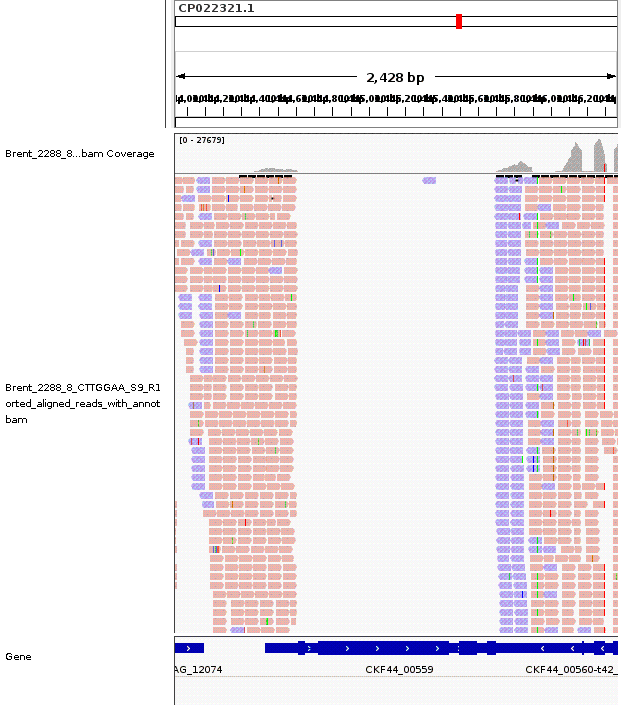 CP022321.1
2,428 bp
[0 - 27679]
Brent_2288_8...bam Coverage
Brent_2288_8_CTTGGAA_S9_R1
orted_aligned_reads_with_annot
bam
Gene
AG_12074 CKF44_00559 CKF44_00560-t42_